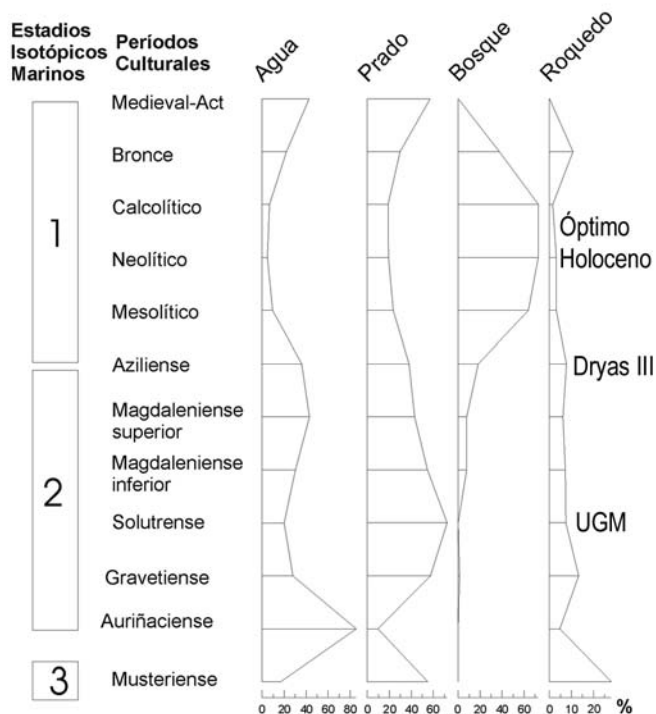 Estadios
Isotópicos
Marinos
Períodos
Culturales
Agua
Prado
Bosque
Roquedo
Medieval-Act
Bronce
Calcolítico
Neolítico
Mesolítico
Aziliense
Magdaleniense
superior
Magdaleniense
inferior
Solutrense
Gravetiense
Auriñaciense
Musteriense
1
2
3
Óptimo
Holoceno
Dryas III
UGM
0 20 40 60 80 0 20 40 60 0 20 40 60 0 10 20 %